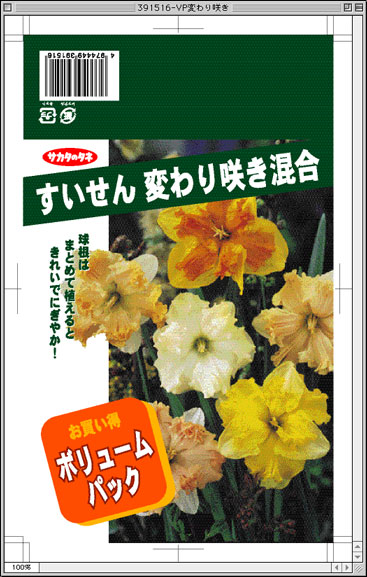 391516-VP変わり咲き
4 974449 391516
サカタのタネ
すいせん 変わり咲き混合
球根は
まとめて植えると
きれいでにぎやか!
お買い得
ボリューム
パック
100%